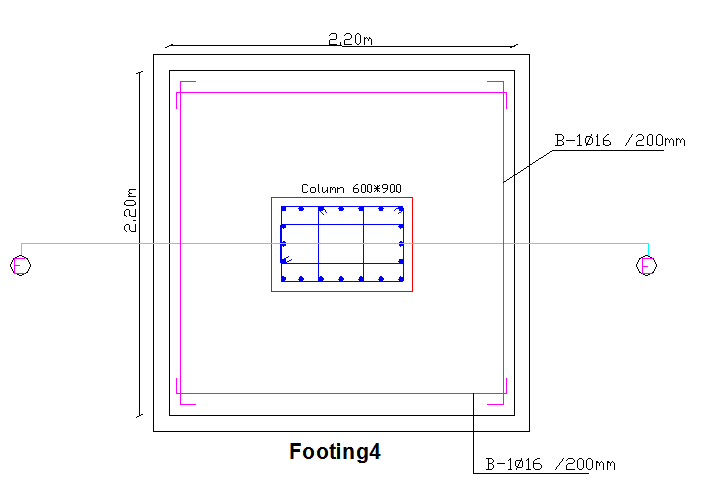 2.20m
B-1Ø16 /200mm
Column 600*900
2.20m
F F
Footing4
B-1Ø16 /200mm